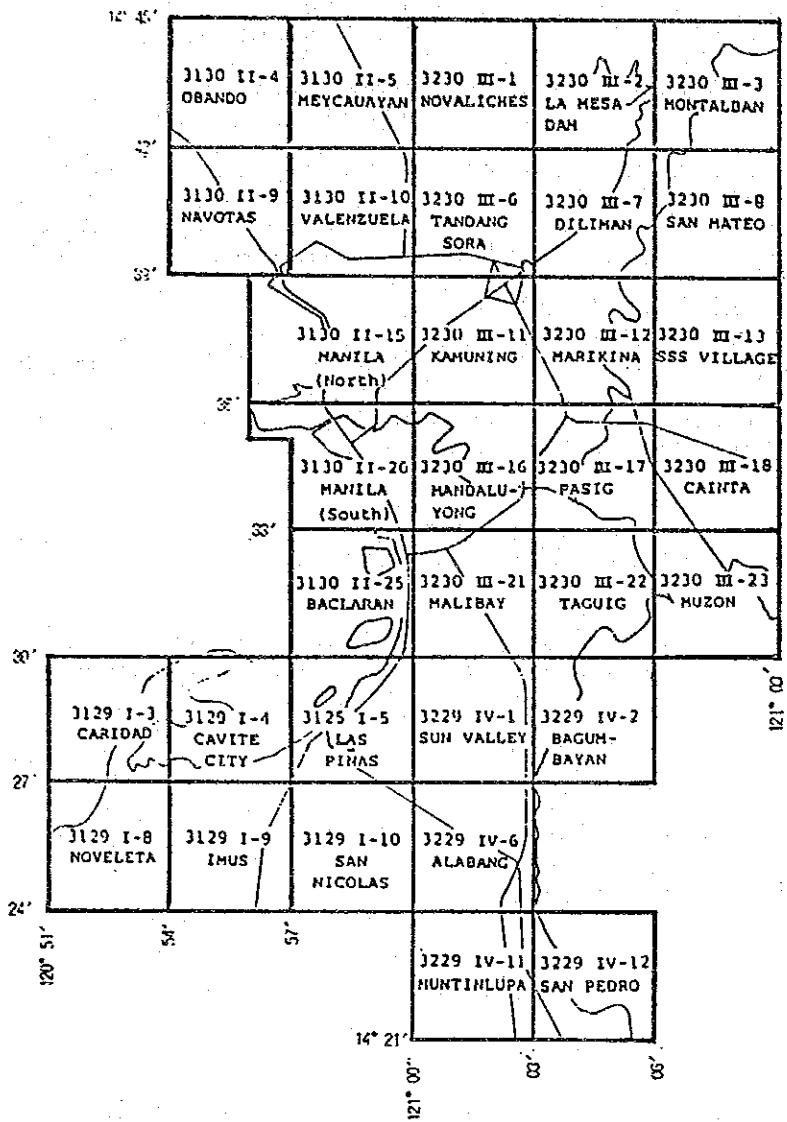 12° 45'
3130 II-4
OBANDO
3130 II-5
MEYCAUAYAN
3230 III-1
NOVALICHES
3230 III-2
LA MESA
DAM
3230 III-3
MONTALBAN
42'
3130 II-9
NAVOTAS
3130 II-10
VALENZUELA
3230 III-6
TANDANG
SORA
3230 III-7
DILIMAN
3230 III-8
SAN MATEO
39'
3130 II-15
MANILA
(North)
3230 III-11
KAMUNING
3230 III-12
MARIKINA
3230 III-13
SSS VILLAGE
36'
3130 II-20
MANILA
(South)
3230 III-16
MANDALU-
YONG
3230 III-17
PASIG
3230 III-18
CAINTA
33'
3130 II-25
BACLARAN
3230 III-21
MALIBAY
3230 III-22
TAGUIG
3230 III-23
MUZON
30'
3129 I-3
CARIDAD
3129 I-4
CAVITE
CITY
3125 I-5
LAS
PINAS
3229 IV-1
SUN VALLEY
3229 IV-2
BAGUM-
BAYAN
121° 00'
27'
3129 I-8
NOVELETA
3129 I-9
IMUS
3129 I-10
SAN
NICOLAS
3229 IV-6
ALABANG
24'
120° 51'
54'
57'
3229 IV-11
MUNTINLUPA
3229 IV-12
SAN PEDRO
14° 21'
121° 00'
03'
06'